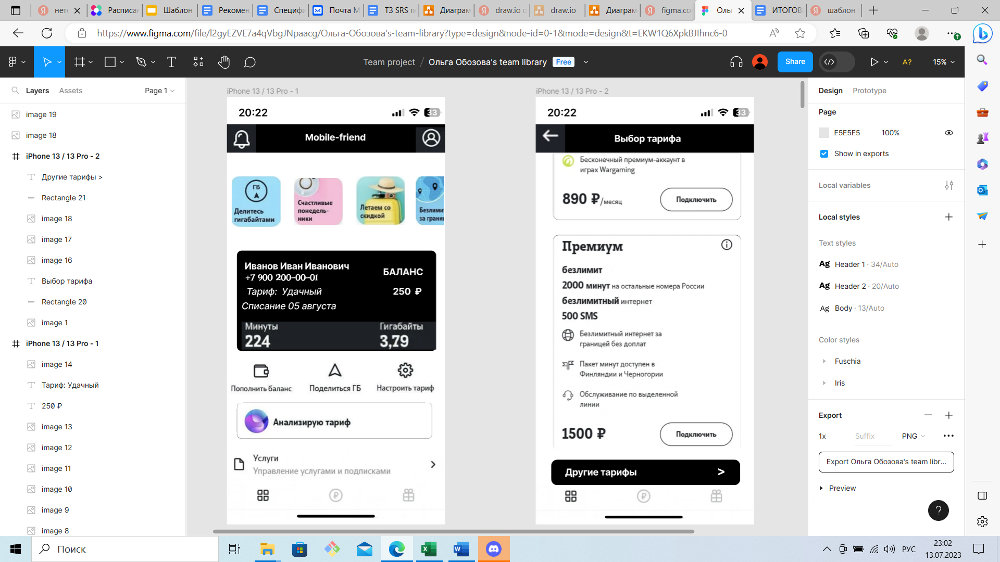 нет
Расписан
Шаблон
Рекомен
Специфи
Почта М
ТЗ SRS п
Диаграм
draw.io о
draw.io
Диаграм
figma.co
Оль
ИТОГОВ
шаблон
https://www.figma.com/file/l2gyEZVE7a4qVbgJNpaacg/Ольга-Обозова's-team-library?type=design&node-id=0-1&mode=design&t=EKW1Q6XpkBJIhnc6-0
Team project / Ольга Обозова's team library Free
Share
A?
15%
Layers Assets Page 1
image 19
image 18
iPhone 13 / 13 Pro - 2
Другие тарифы >
Rectangle 21
image 18
image 17
image 16
Выбор тарифа
Rectangle 20
image 1
iPhone 13 / 13 Pro - 1
image 14
Тариф: Удачный
250 ₽
image 13
image 12
image 11
image 10
image 9
image 8
iPhone 13 / 13 Pro - 1
20:22
33
Mobile-friend
ГБ
Делитесь
гигабайтами
Счастливые
понедель-
ники
Летаем со
скидкой
Безлими
за грани
Иванов Иван Иванович
+7 900 200-00-01
БАЛАНС
Тариф: Удачный
250 ₽
Списание 05 августа
Минуты
224
Гигабайты
3,79
Пополнить баланс
Поделиться ГБ
Настроить тариф
Анализирую тариф
Услуги
Управление услугами и подписками
iPhone 13 / 13 Pro - 2
20:22
33
Выбор тарифа
Бесконечный премиум-аккаунт в
играх Wargaming
890 ₽/месяц
Подключить
Премиум
безлимит
2000 минут на остальные номера России
безлимитный интернет
500 SMS
Безлимитный интернет за
границей без доплат
Пакет минут доступен в
Финляндии и Черногории
Обслуживание по выделенной
линии
1500 ₽
Подключить
Другие тарифы >
Design Prototype
Page
E5E5E5 100%
Show in exports
Local variables
Local styles
Text styles
Ag Header 1 · 34/Auto
Ag Header 2 · 20/Auto
Ag Body · 13/Auto
Color styles
Fuschia
Iris
Export
1x Suffix PNG
Export Ольга Обозова's team libr...
Preview
?
Поиск
РУС
23:02
13.07.2023